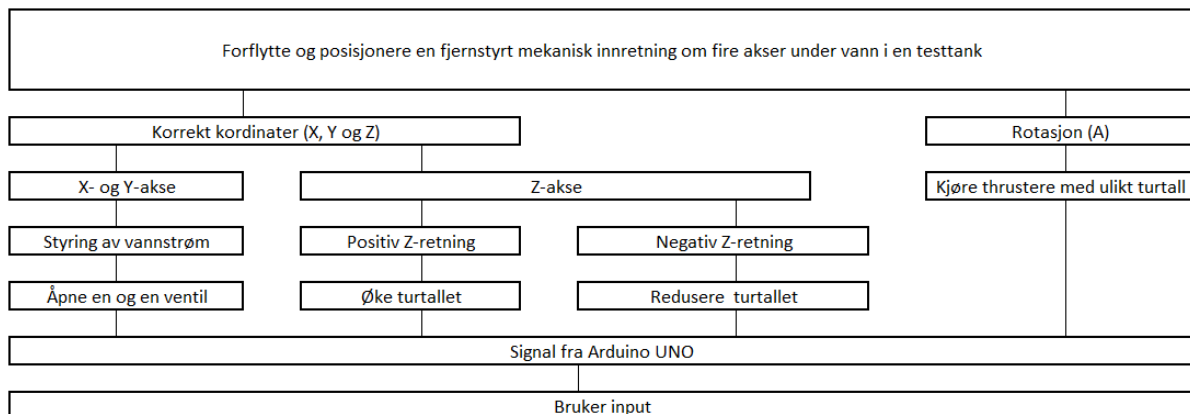 Forflytte og posisjonere en fjernstyrt mekanisk innretning om fire akser under vann i en testtank
Korrekt kordinater (X, Y og Z)
Rotasjon (A)
X- og Y-akse
Z-akse
Kjøre thrustere med ulikt turtall
Styring av vannstrøm
Positiv Z-retning
Negativ Z-retning
Åpne en og en ventil
Øke turtallet
Redusere  turtallet
Signal fra Arduino UNO
Bruker input